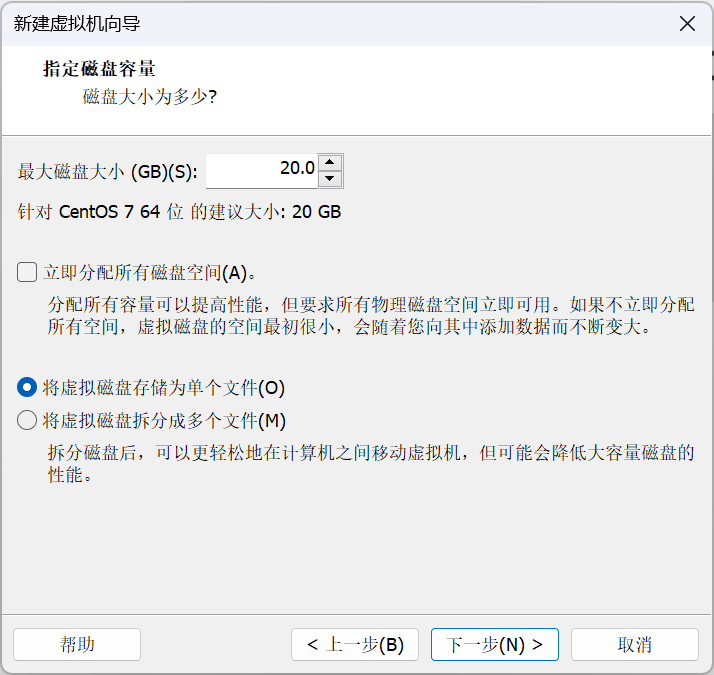 新建虚拟机向导
指定磁盘容量
磁盘大小为多少?
最大磁盘大小 (GB)(S): 20.0
针对 CentOS 7 64 位 的建议大小: 20 GB
立即分配所有磁盘空间(A)。
分配所有容量可以提高性能，但要求所有物理磁盘空间立即可用。如果不立即分配
所有空间，虚拟磁盘的空间最初很小，会随着您向其中添加数据而不断变大。
将虚拟磁盘存储为单个文件(O)
将虚拟磁盘拆分成多个文件(M)
拆分磁盘后，可以更轻松地在计算机之间移动虚拟机，但可能会降低大容量磁盘的
性能。
帮助 < 上一步(B) 下一步(N) > 取消